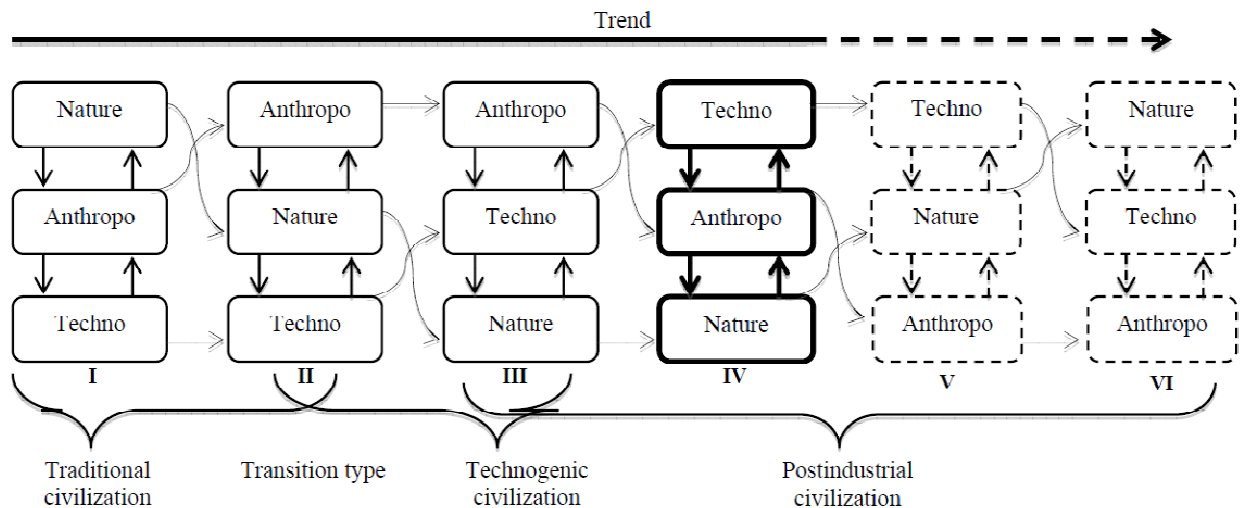 Trend
Nature
Anthropo
Anthropo
Techno
Techno
Nature
Anthropo
Nature
Techno
Anthropo
Nature
Techno
Techno
Techno
Nature
Nature
Anthropo
Anthropo
I
II
III
IV
V
VI
Traditional
civilization
Transition type
Technogenic
civilization
Postindustrial
civilization